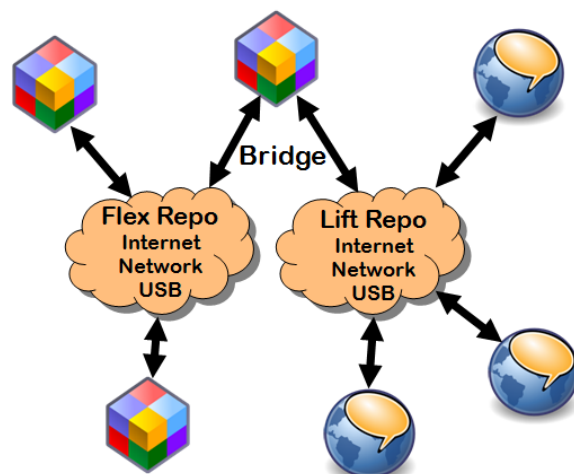 Bridge
Flex Repo
Internet
Network
USB
Lift Repo
Internet
Network
USB